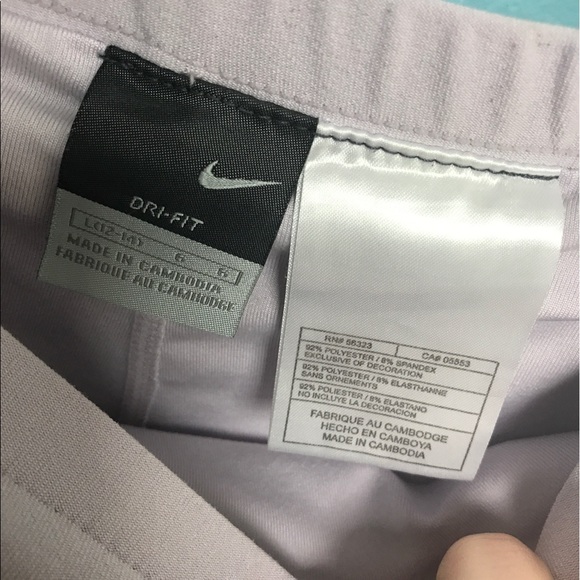 DRI-FIT
L(12-14) G G
MADE IN CAMBODIA
FABRIQUE AU CAMBODGE
RN# 56323 CA# 05553
92% POLYESTER / 8% SPANDEX
EXCLUSIVE OF DECORATION
92% POLYESTER / 8% ELASTHANNE
SANS ORNEMENTS
92% POLIESTER / 8% ELASTANO
NO INCLUYE LA DECORACION
FABRIQUE AU CAMBODGE
HECHO EN CAMBOYA
MADE IN CAMBODIA